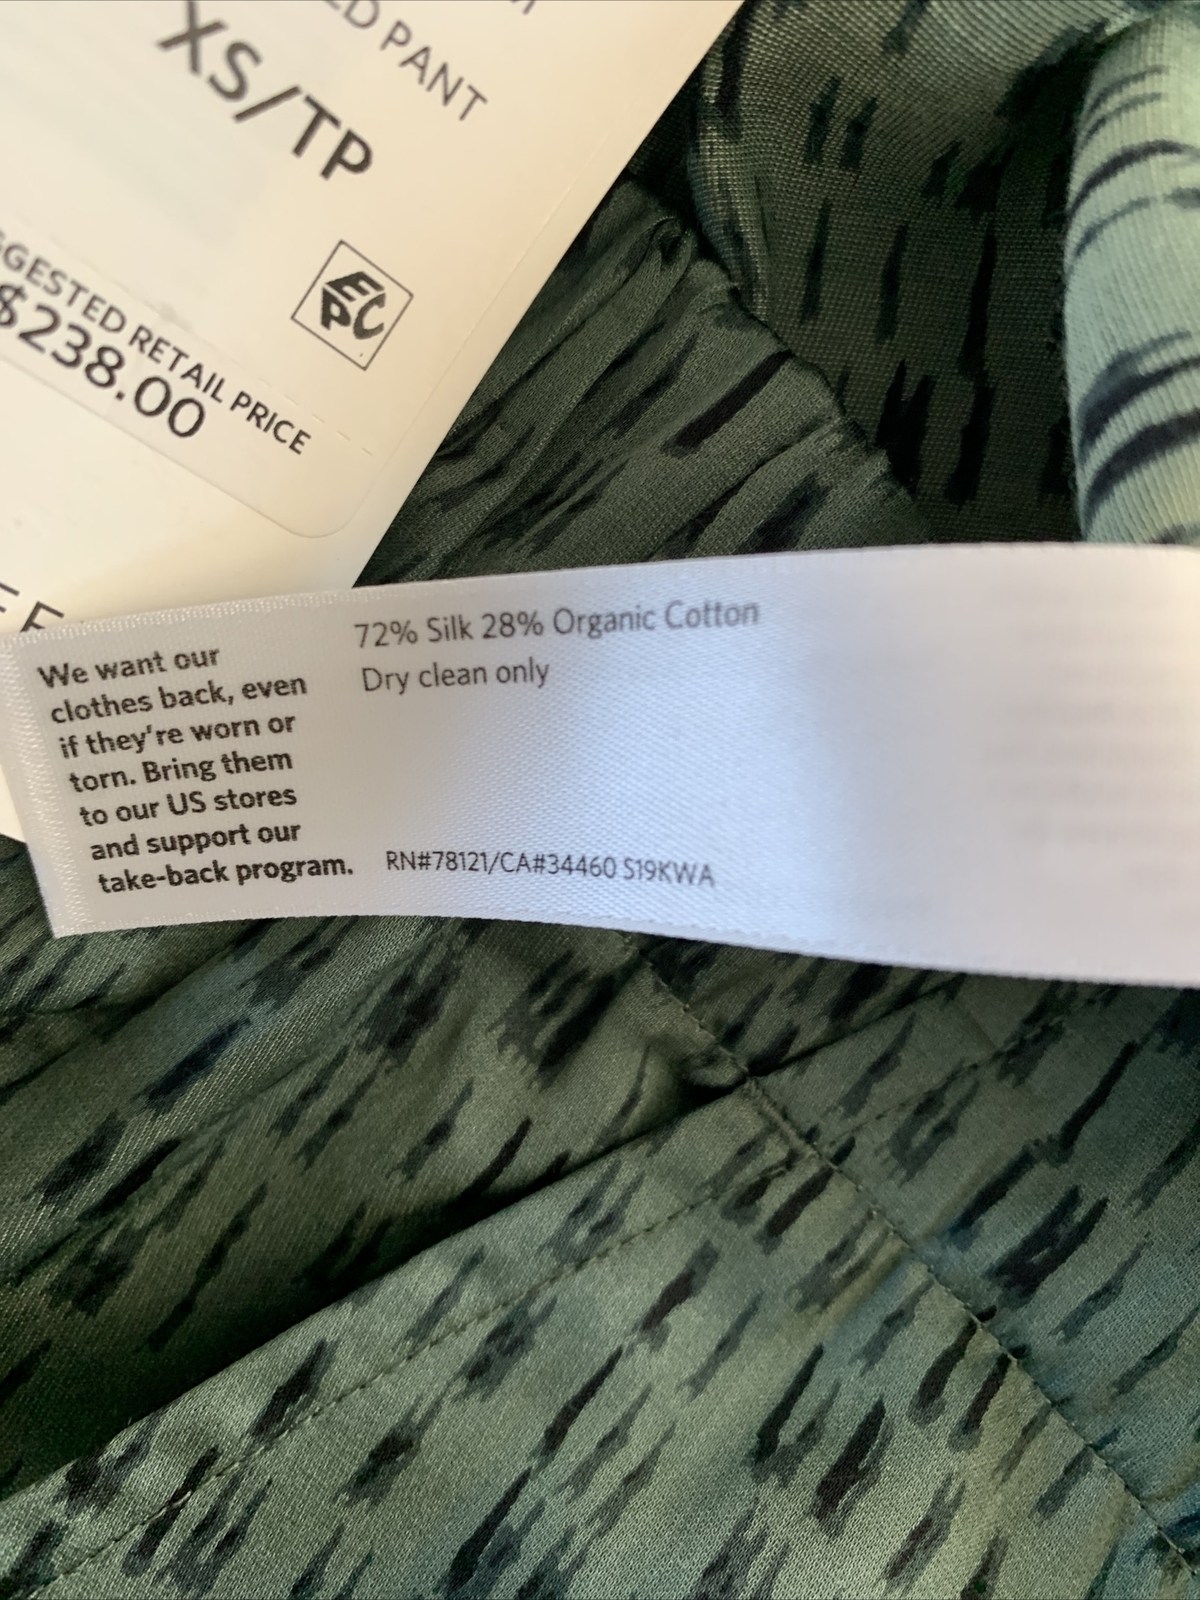 PANT
XS/TP
EPC
RETAIL PRICE
$238.00
We want our
clothes back, even
if they're worn or
torn. Bring them
to our US stores
and support our
take-back program.
72% Silk 28% Organic Cotton
Dry clean only
RN#78121/CA#34460 S19KWA